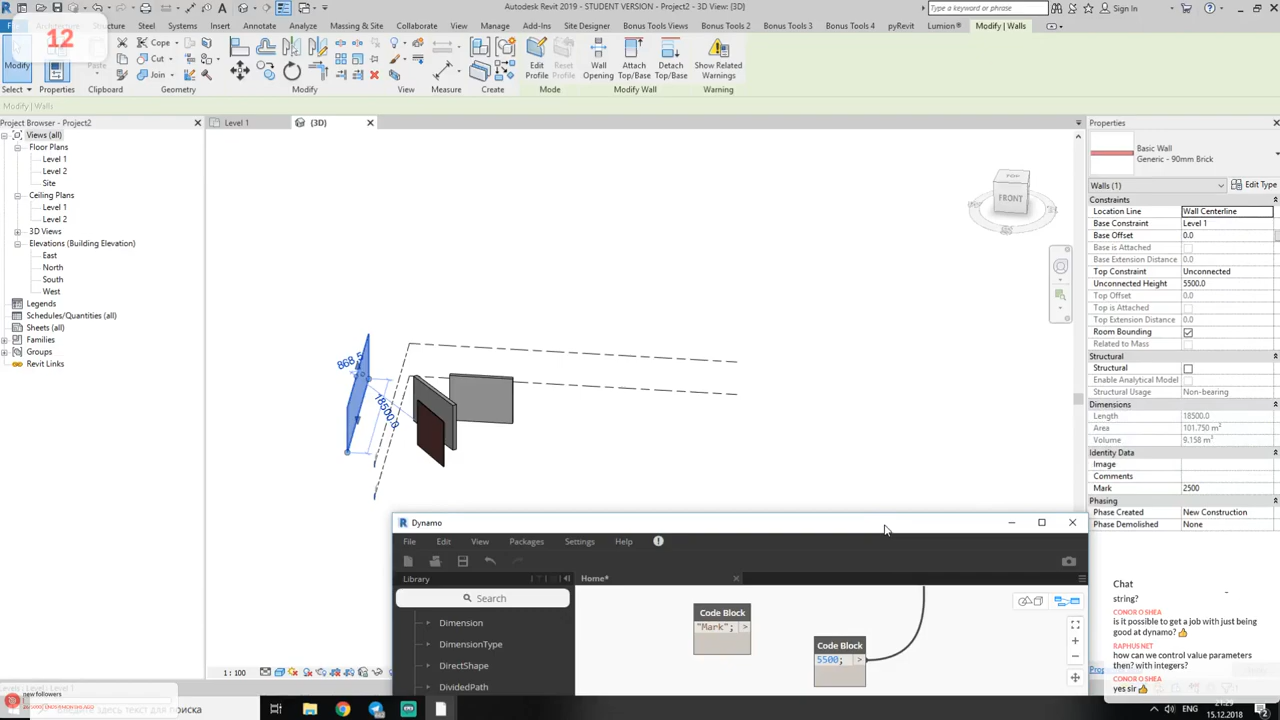 Autodesk Revit 2019 - STUDENT VERSION - Project2 - 3D View: {3D}
Type a keyword or phrase
Sign In
Structure
Steel
Systems
Insert
Annotate
Analyze
Massing & Site
Collaborate
View
Manage
Add-Ins
Site Designer
Bonus Tools Views
Bonus Tools 2
Bonus Tools 3
Bonus Tools 4
pyRevit
Lumion®
Modify | Walls
12
Modify
Properties
Paste
Cope
Cut
Join
Edit
Profile
Reset
Profile
Wall
Opening
Attach
Top/Base
Detach
Top/Base
Show Related
Warnings
Select
Properties
Clipboard
Geometry
Modify
View
Measure
Create
Mode
Modify Wall
Warning
Modify | Walls
Project Browser - Project2
Views (all)
Floor Plans
Level 1
Level 2
Site
Ceiling Plans
Level 1
Level 2
3D Views
Elevations (Building Elevation)
East
North
South
West
Legends
Schedules/Quantities (all)
Sheets (all)
Families
Groups
Revit Links
Level 1
{3D}
TOP
FRONT
868.5
18500.0
Properties
Basic Wall
Generic - 90mm Brick
Walls (1)
Edit Type
Constraints
Location Line Wall Centerline
Base Constraint Level 1
Base Offset 0.0
Base is Attached
Base Extension Distance 0.0
Top Constraint Unconnected
Unconnected Height 5500.0
Top Offset 0.0
Top is Attached
Top Extension Distance 0.0
Room Bounding
Related to Mass
Structural
Structural
Enable Analytical Model
Structural Usage Non-bearing
Dimensions
Length 18500.0
Area 101.750 m²
Volume 9.158 m³
Identity Data
Image
Comments
Mark 2500
Phasing
Phase Created New Construction
Phase Demolished None
Dynamo
File
Edit
View
Packages
Settings
Help
Library
Home*
Search
Dimension
DimensionType
DirectShape
DividedPath
Code Block
"Mark"; >
Code Block
5500; >
Chat
string?
CONOR O SHEA
is it possible to get a job with just being
good at dynamo? 👍
RAPHUS NET
how can we control value parameters
then? with integers?
CONOR O SHEA
yes sir 👍
1 : 100
new followers
ENG
15.12.2018
2